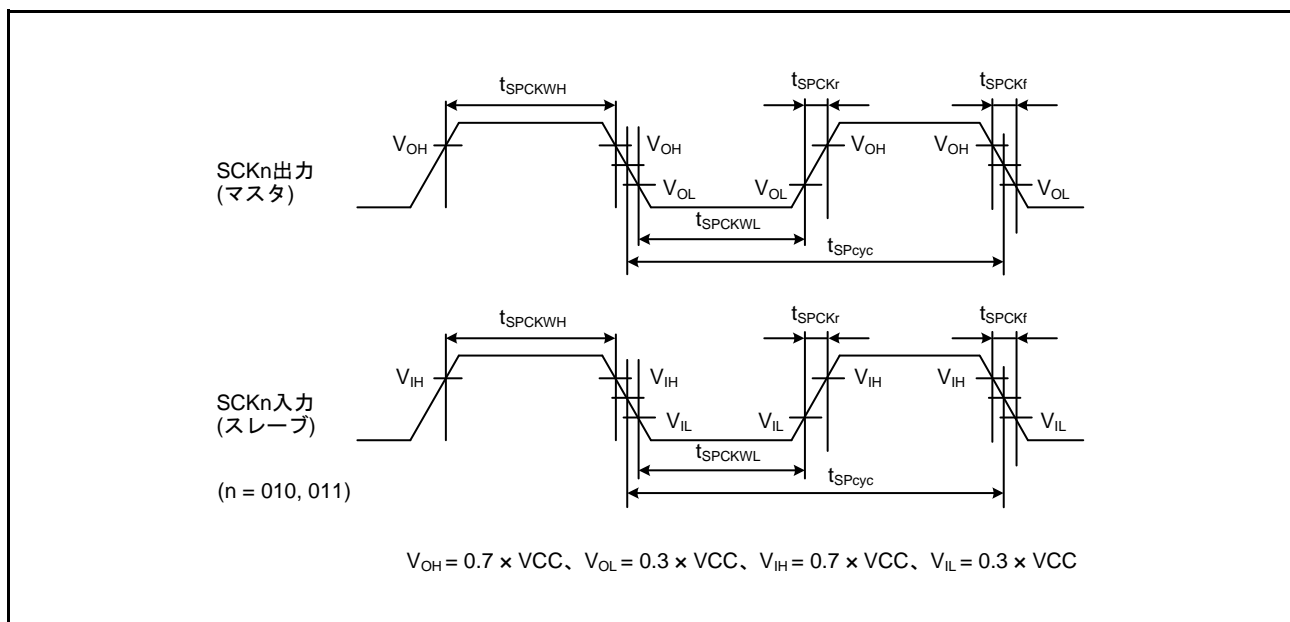 tSPCKWH
tSPCKr
tSPCKf
VOH
VOH
VOH
VOH
SCKn出力
(マスタ)
VOL
VOL
VOL
tSPCKWL
tSPcyc
tSPCKWH
tSPCKr
tSPCKf
VIH
VIH
VIH
VIH
SCKn入力
(スレーブ)
VIL
VIL
VIL
tSPCKWL
tSPcyc
(n = 010, 011)
VOH = 0.7 × VCC、VOL = 0.3 × VCC、VIH = 0.7 × VCC、VIL = 0.3 × VCC